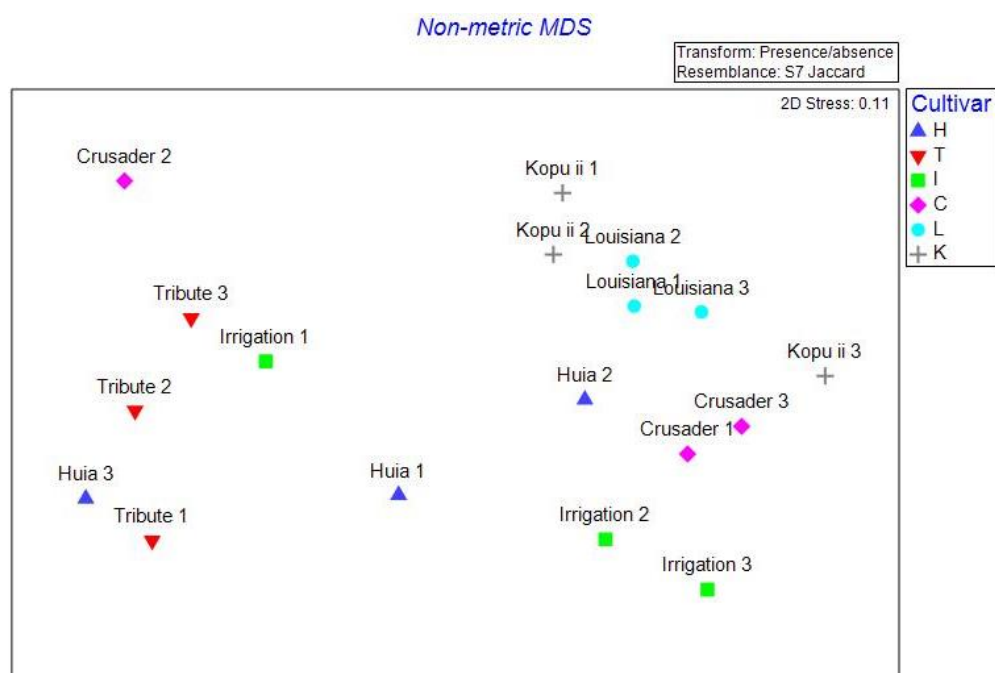 Non-metric MDS
Transform: Presence/absence
Resemblance: S7 Jaccard
2D Stress: 0.11
Cultivar
H
T
I
C
L
K
Crusader 2
Kopu ii 1
Kopu ii 2
Louisiana 2
Louisiana 1
Louisiana 3
Tribute 3
Irrigation 1
Kopu ii 3
Huia 2
Tribute 2
Crusader 3
Crusader 1
Huia 3
Huia 1
Tribute 1
Irrigation 2
Irrigation 3